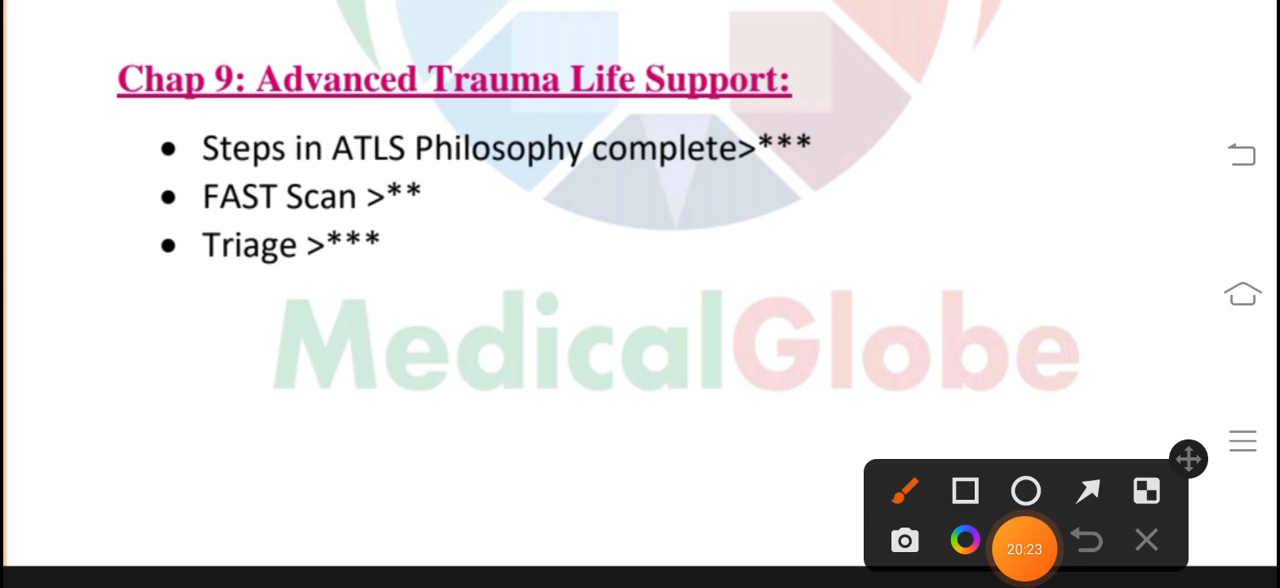 Chap 9: Advanced Trauma Life Support:
• Steps in ATLS Philosophy complete>***
• FAST Scan >**
• Triage >***
MedicalGlobe
20:23